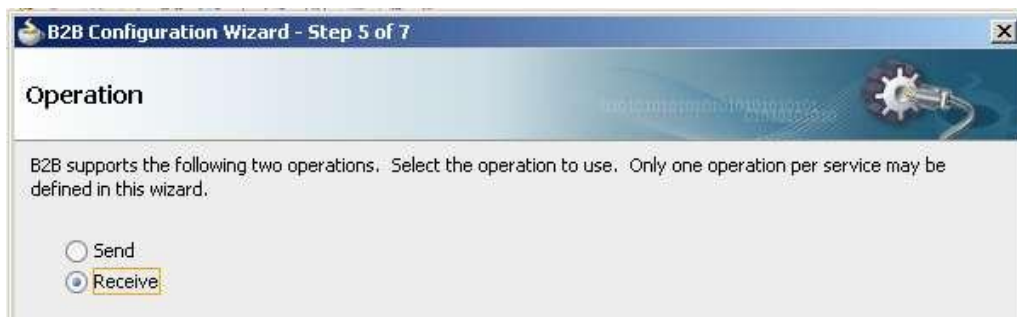 B2B Configuration Wizard - Step 5 of 7
Operation
B2B supports the following two operations. Select the operation to use. Only one operation per service may be
defined in this wizard.
Send
Receive